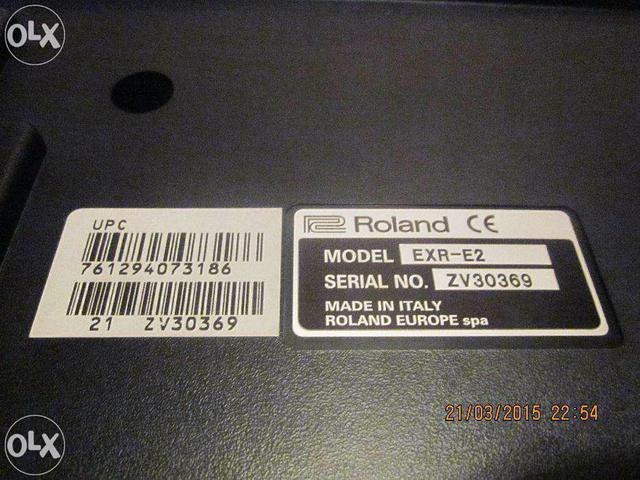 OLX
UPC
761294073186
21 ZV30369
Roland CE
MODEL EXR-E2
SERIAL NO. ZV30369
MADE IN ITALY
ROLAND EUROPE spa
21/03/2015 22:54
OLX